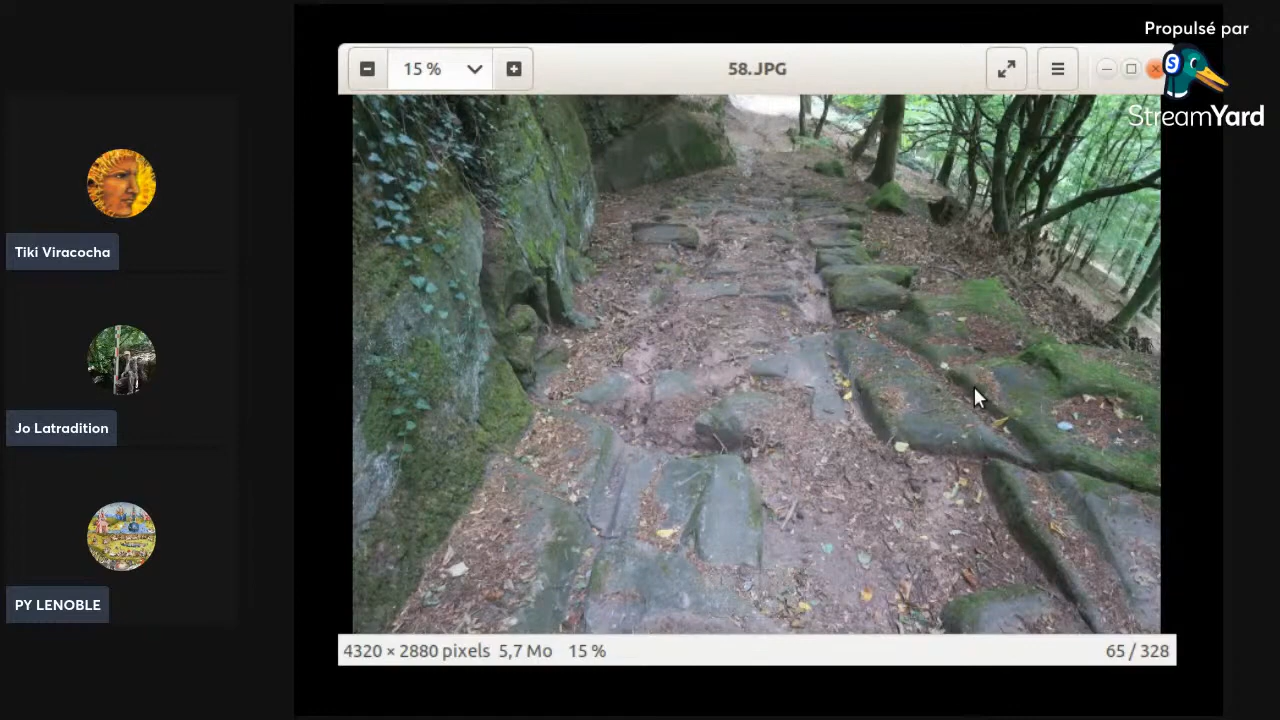 Propulsé par
StreamYard
15 %
58.JPG
Tiki Viracocha
Jo Latradition
PY LENOBLE
4320 × 2880 pixels 5,7 Mo 15 %
65 / 328